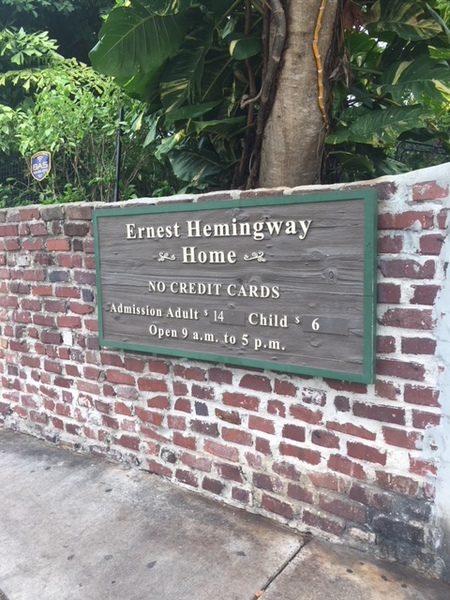 Ernest Hemingway
Home
NO CREDIT CARDS
Admission Adult $ 14 Child $ 6
Open 9 a.m. to 5 p.m.